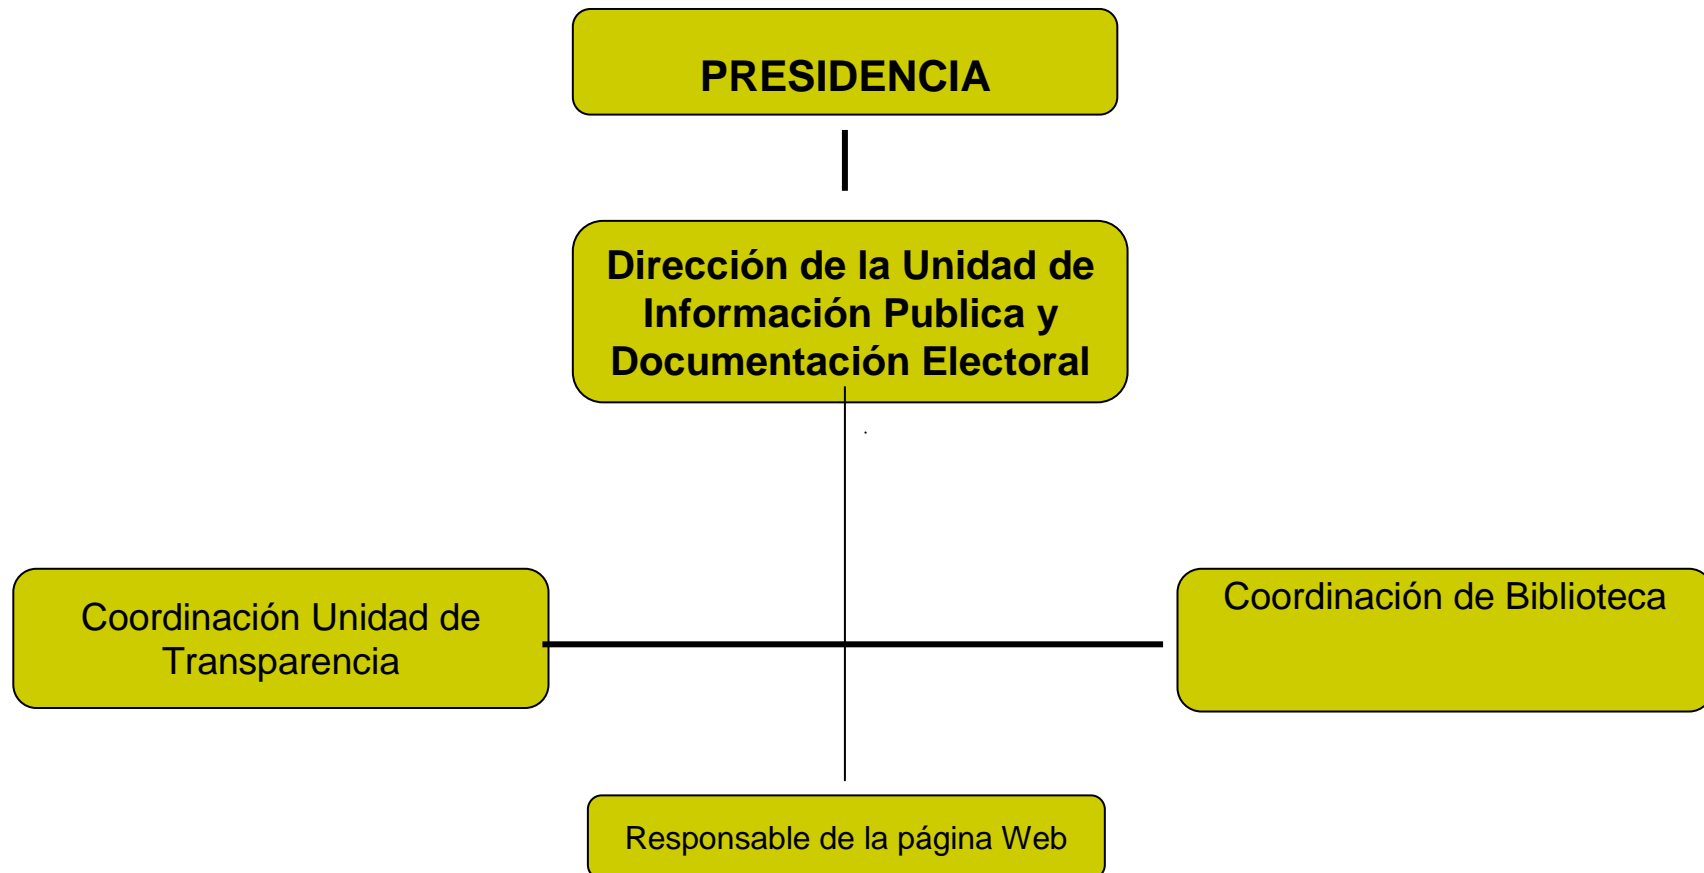 PRESIDENCIA
Dirección de la Unidad de
Información Publica y
Documentación Electoral
Coordinación Unidad de
Transparencia
Coordinación de Biblioteca
Responsable de la página Web